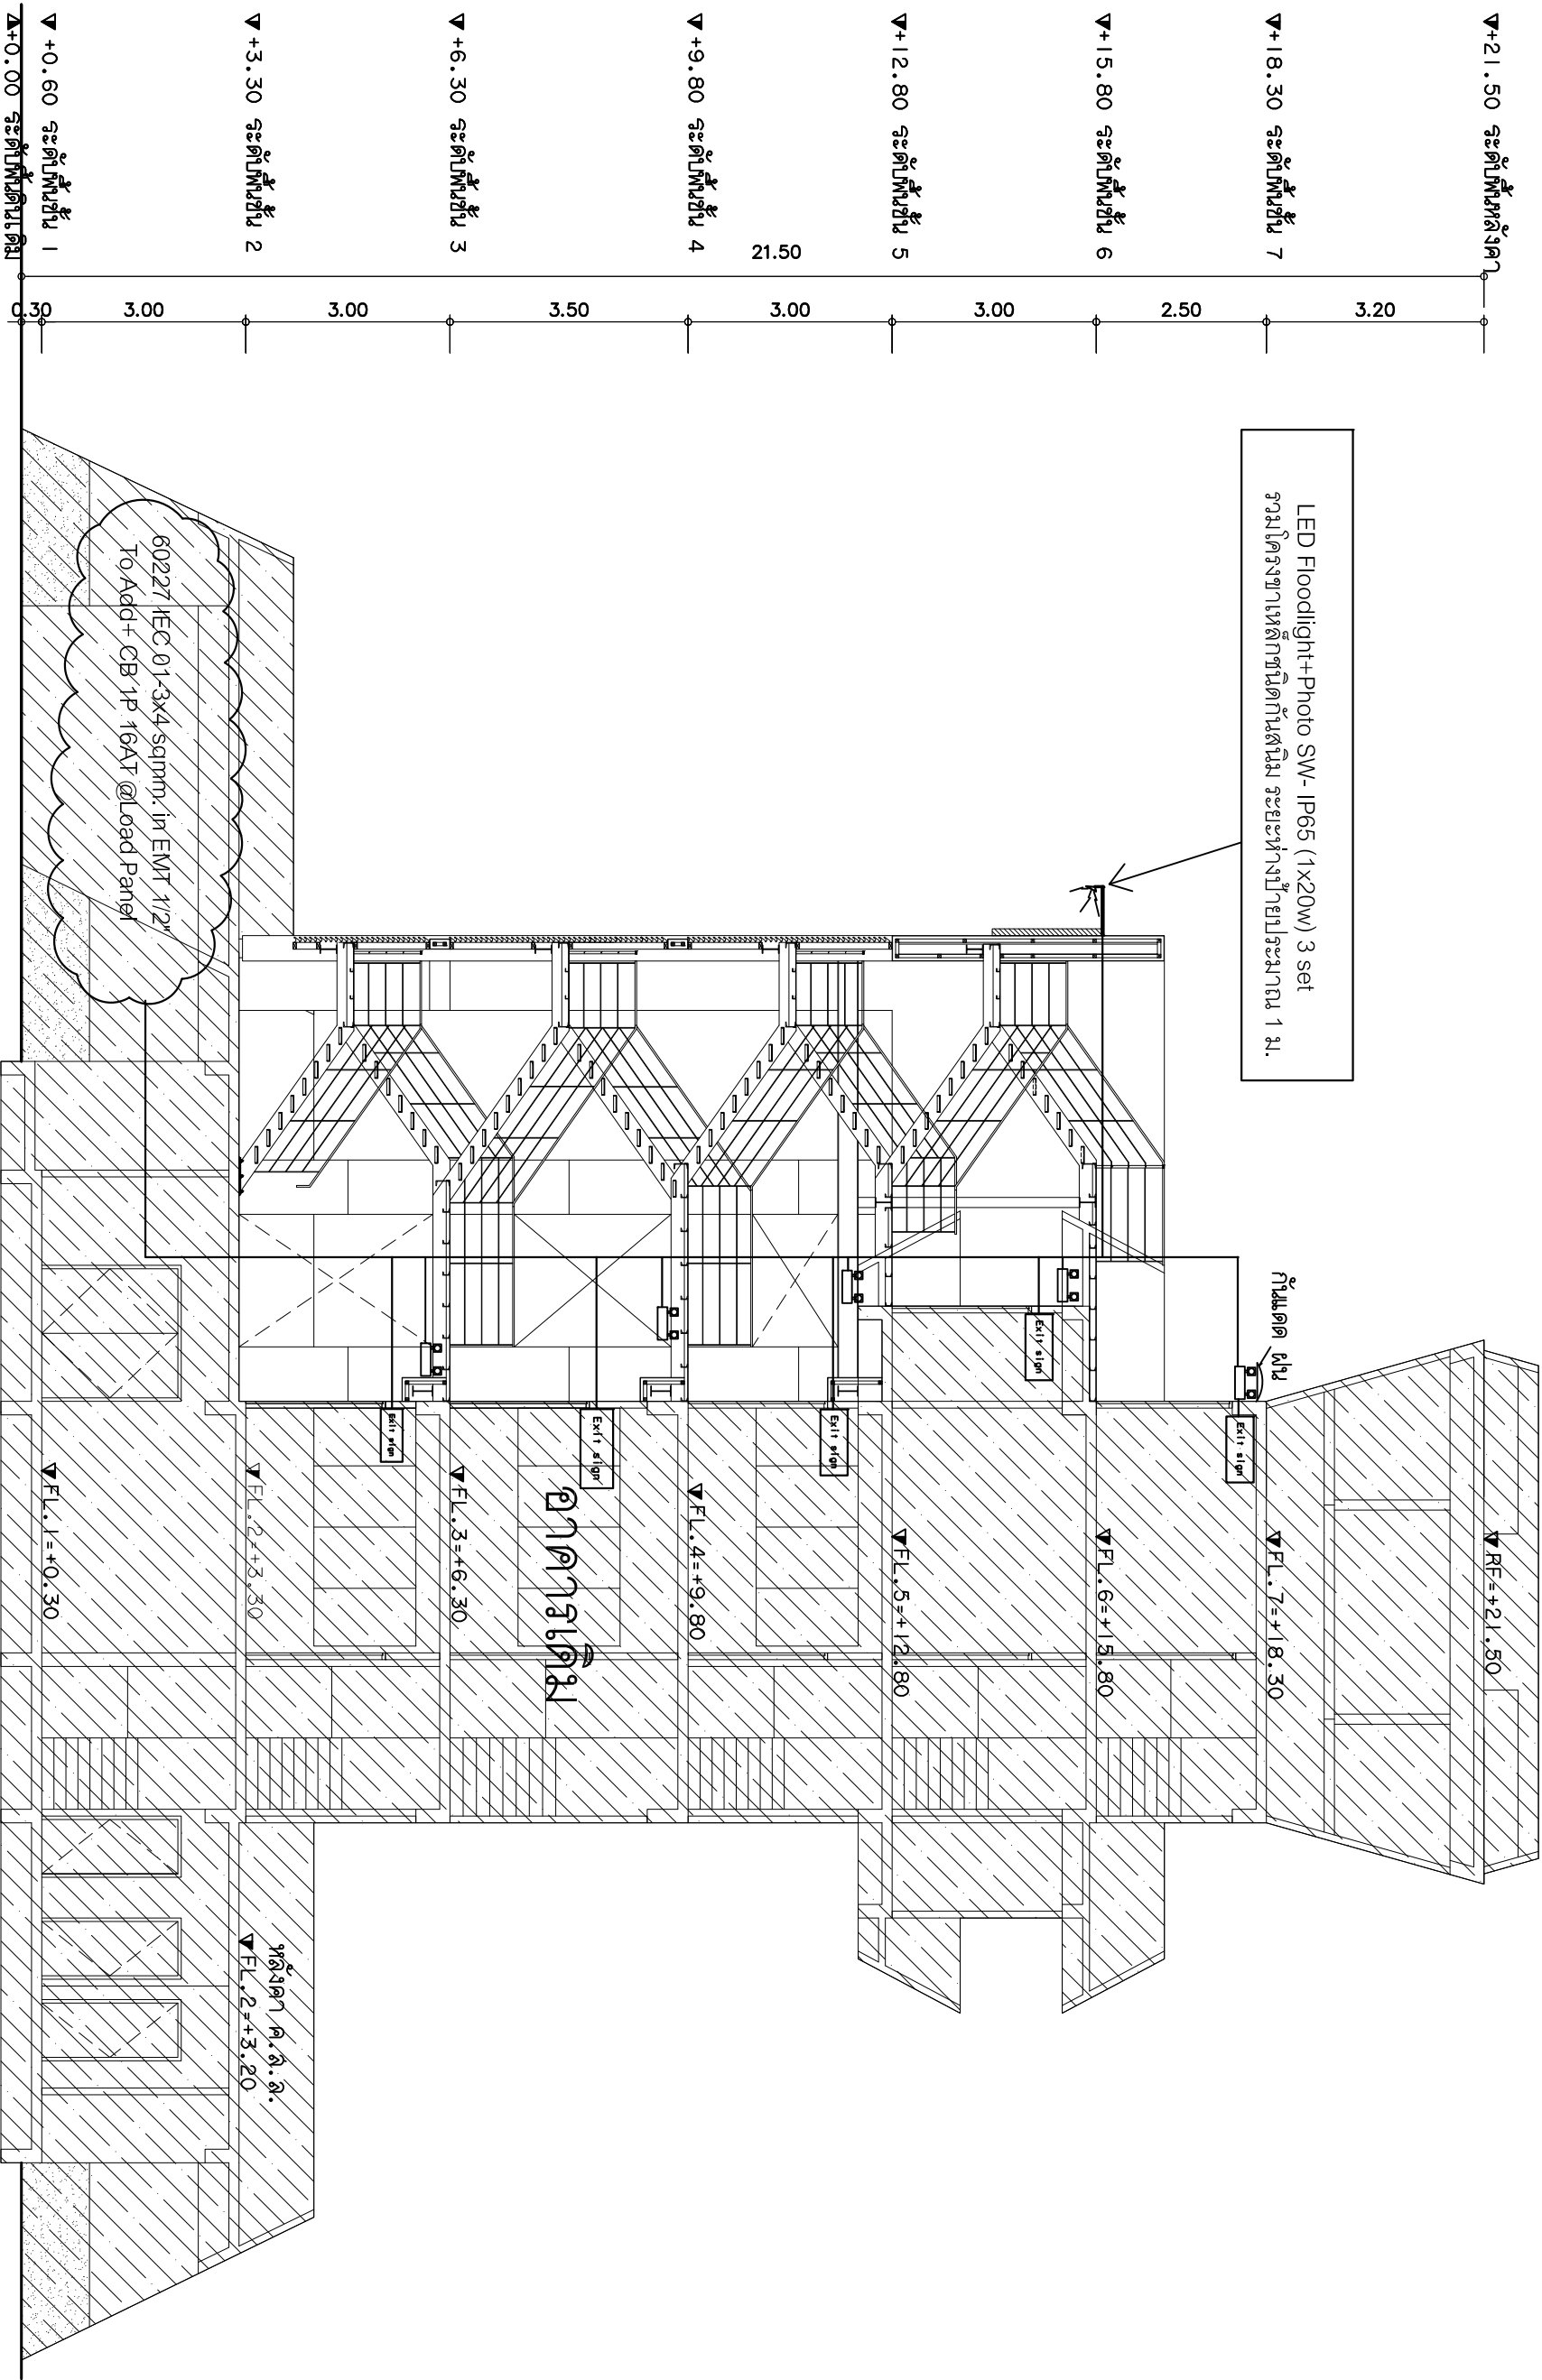 +21.50 ระดับพื้นหลังคา
+18.30 ระดับพื้นชั้น 7
+15.80 ระดับพื้นชั้น 6
+12.80 ระดับพื้นชั้น 5
+9.80 ระดับพื้นชั้น 4
+6.30 ระดับพื้นชั้น 3
+3.30 ระดับพื้นชั้น 2
+0.60 ระดับพื้นชั้น 1
+0.00 ระดับพื้นดินเดิม
21.50
3.20
2.50
3.00
3.00
3.50
3.00
3.00
0.30
LED Floodlight+Photo SW- IP65 (1x20w) 3 set
รวมโครงขาเหล็กชนิดกันสนิม ระยะห่างป้ายประมาณ 1 ม.
60227 IEC 01-3x4 sqmm. in EMT 1/2"
To Add+ CB 1P 16AT @Load Panel
กันแดด ฝน
Exit sign
Exit sign
Exit sign
Exit sign
Exit sign
RF=+21.50
FL.7=+18.30
FL.6=+15.80
FL.5=+12.80
FL.4=+9.80
FL.3=+6.30
FL.2=+3.30
FL.1=+0.30
อาคารเดิม
หลังคา ค.ส.ล.
FL.2=+3.20